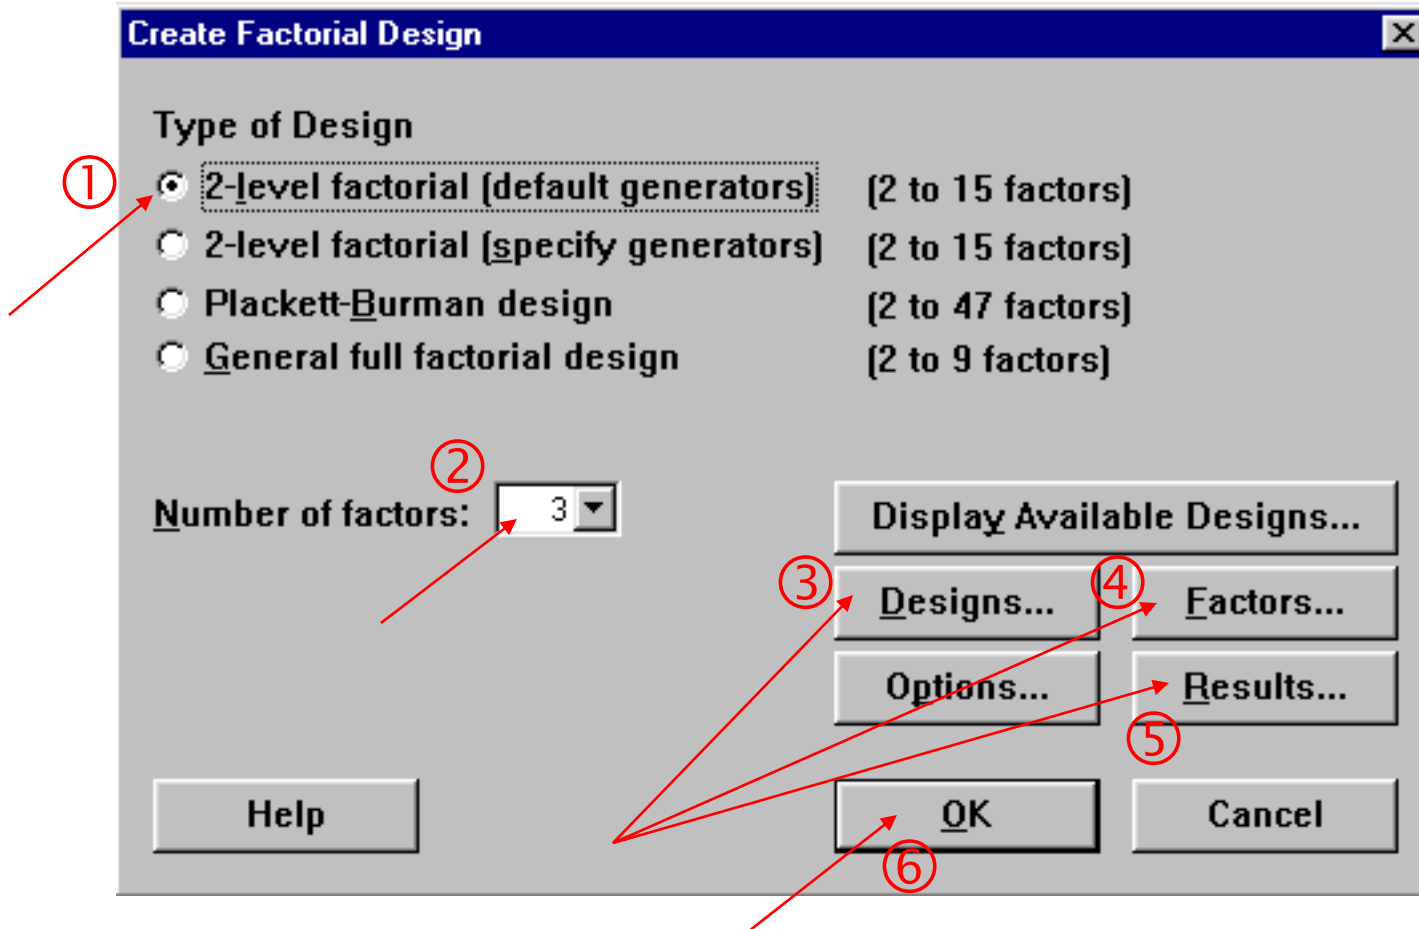 Create Factorial Design
Type of Design
① 2-level factorial (default generators) (2 to 15 factors)
2-level factorial (specify generators) (2 to 15 factors)
Plackett-Burman design (2 to 47 factors)
General full factorial design (2 to 9 factors)
②
Number of factors: 3
Display Available Designs...
③ Designs... ④ Factors...
Options... Results...
⑤
Help OK Cancel
⑥